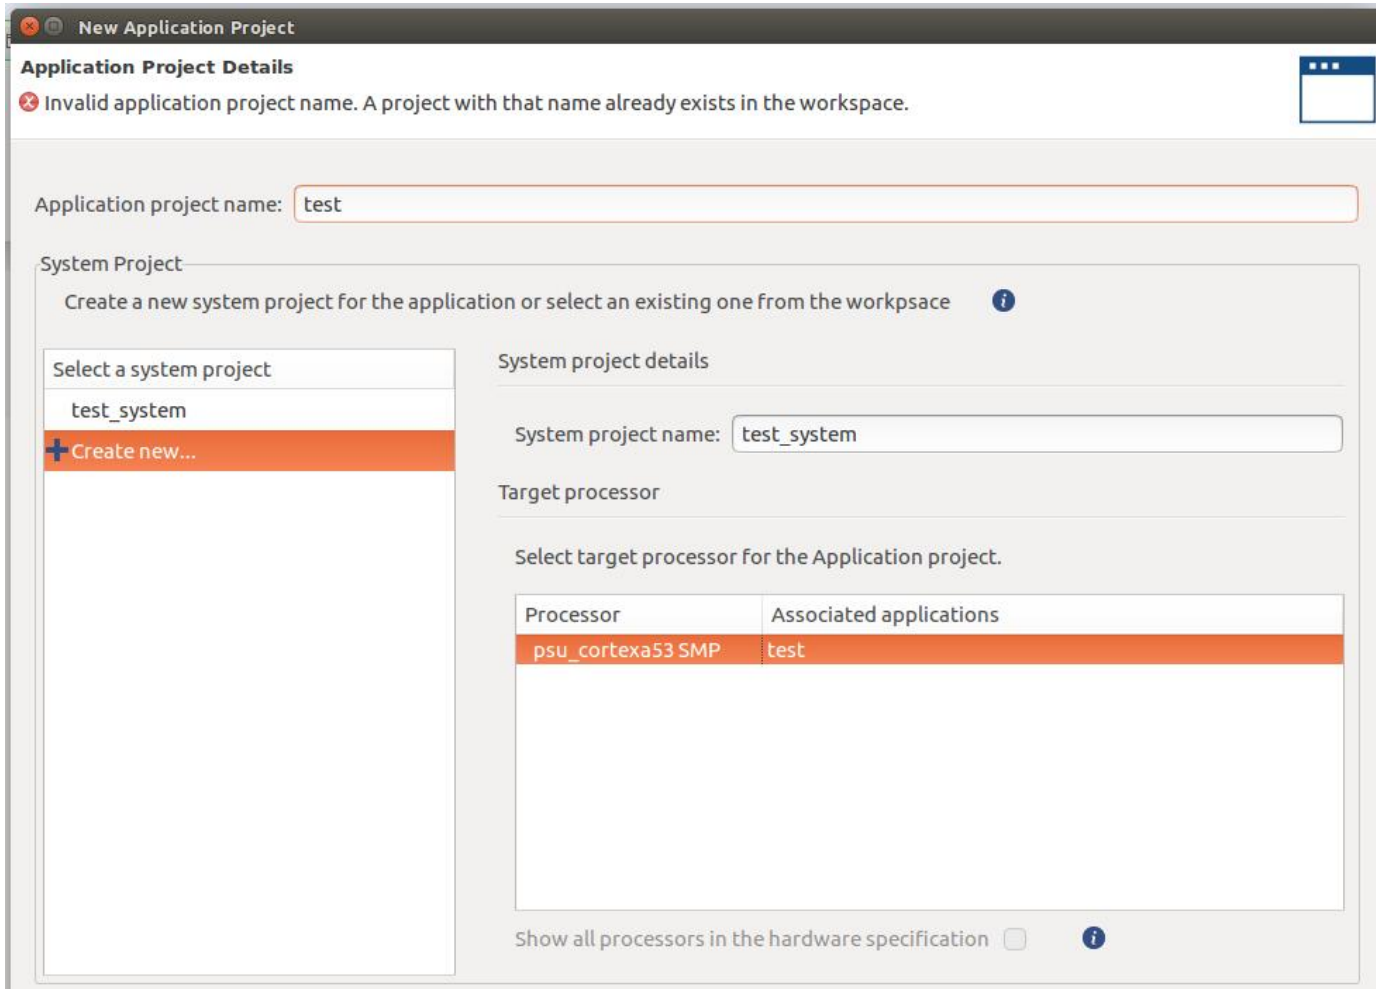 New Application Project
Application Project Details
Invalid application project name. A project with that name already exists in the workspace.
Application project name: test
System Project
Create a new system project for the application or select an existing one from the workpsace
Select a system project
test_system
Create new...
System project details
System project name: test_system
Target processor
Select target processor for the Application project.
Processor Associated applications
psu_cortexa53 SMP test
Show all processors in the hardware specification